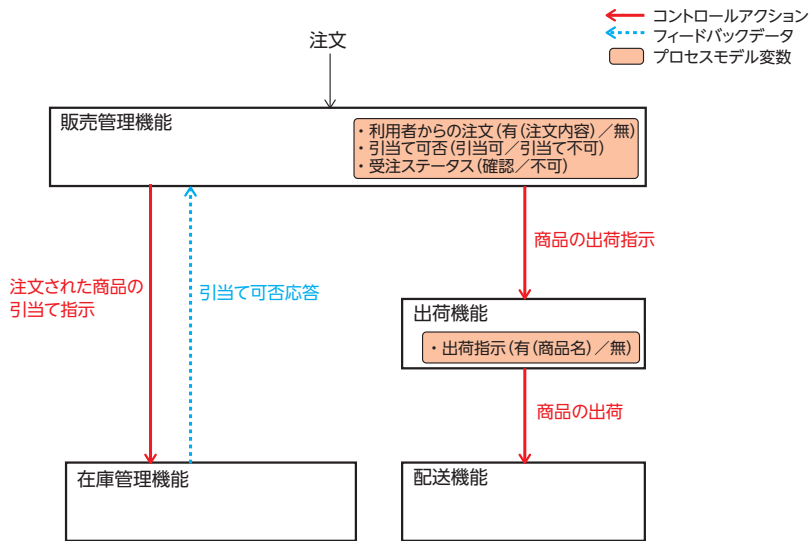 コントロールアクション
フィードバックデータ
プロセスモデル変数
注文
販売管理機能
・利用者からの注文(有(注文内容)／無)
・引当て可否(引当可／引当て不可)
・受注ステータス(確認／不可)
注文された商品の
引当て指示
引当て可否応答
商品の出荷指示
出荷機能
・出荷指示(有(商品名)／無)
商品の出荷
在庫管理機能
配送機能